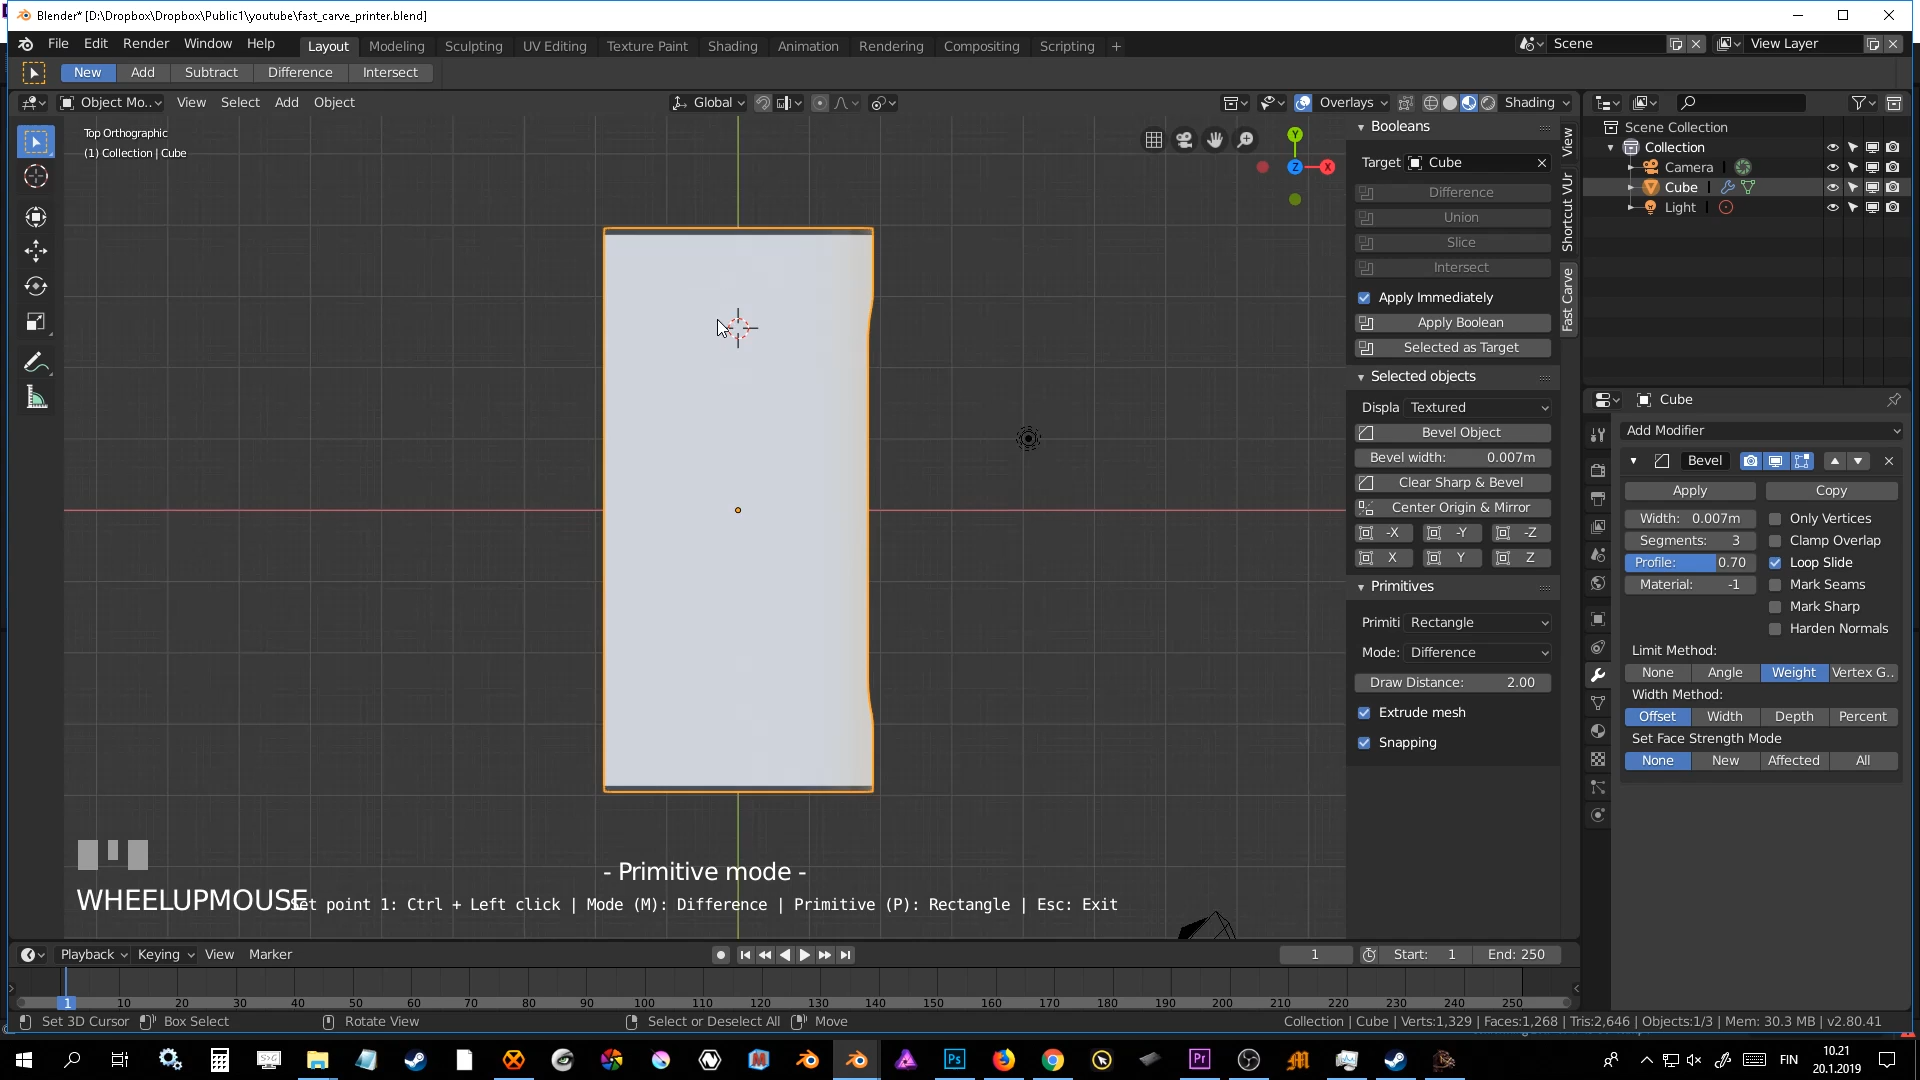 Blender* [D:\Dropbox\Dropbox\Public1\youtube\fast_carve_printer.blend]
File Edit Render Window Help Layout Modeling Sculpting UV Editing Texture Paint Shading Animation Rendering Compositing Scripting + Scene View Layer
New Add Subtract Difference Intersect
Object Mo.. View Select Add Object Global Overlays Shading
Top Orthographic
(1) Collection | Cube
Y
Z
X
Booleans
Target Cube
Difference
Union
Slice
Intersect
Apply Immediately
Apply Boolean
Selected as Target
Selected objects
Displa Textured
Bevel Object
Bevel width: 0.007m
Clear Sharp & Bevel
Center Origin & Mirror
-X -Y -Z
X Y Z
Primitives
Primiti Rectangle
Mode: Difference
Draw Distance: 2.00
Extrude mesh
Snapping
View
Shortcut VUr
Fast Carve
Scene Collection
Collection
Camera
Cube
Light
Cube
Add Modifier
Bevel
Apply Copy
Width: 0.007m Only Vertices
Segments: 3 Clamp Overlap
Profile: 0.70 Loop Slide
Material: -1 Mark Seams
Mark Sharp
Harden Normals
Limit Method:
None Angle Weight Vertex G..
Width Method:
Offset Width Depth Percent
Set Face Strength Mode
None New Affected All
- Primitive mode -
WHEELUPMOUSE
Set point 1: Ctrl + Left click | Mode (M): Difference | Primitive (P): Rectangle | Esc: Exit
Playback Keying View Marker 1 Start: 1 End: 250
1 10 20 30 40 50 60 70 80 90 100 110 120 130 140 150 160 170 180 190 200 210 220 230 240 250
Set 3D Cursor Box Select Rotate View Select or Deselect All Move Collection | Cube | Verts:1,329 | Faces:1,268 | Tris:2,646 | Objects:1/3 | Mem: 30.3 MB | v2.80.41
Ps Pr FIN 10.21
20.1.2019